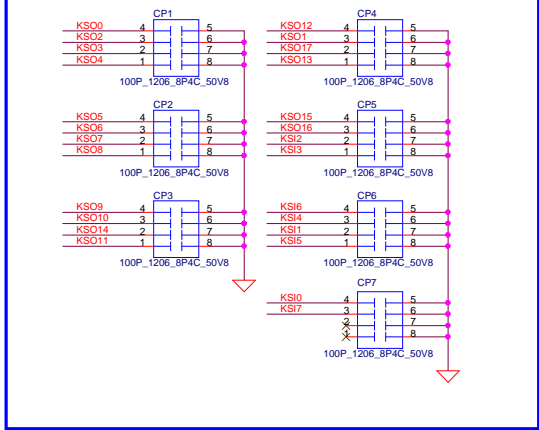 CP1
KSO0 4 5
KSO2 3 6
KSO3 2 7
KSO4 1 8
100P_1206_8P4C_50V8
CP2
KSO5 4 5
KSO6 3 6
KSO7 2 7
KSO8 1 8
100P_1206_8P4C_50V8
CP3
KSO9 4 5
KSO10 3 6
KSO14 2 7
KSO11 1 8
100P_1206_8P4C_50V8
CP4
KSO12 4 5
KSO1 3 6
KSO17 2 7
KSO13 1 8
100P_1206_8P4C_50V8
CP5
KSO15 4 5
KSO16 3 6
KSI2 2 7
KSI3 1 8
100P_1206_8P4C_50V8
CP6
KSI6 4 5
KSI4 3 6
KSI1 2 7
KSI5 1 8
100P_1206_8P4C_50V8
CP7
KSI0 4 5
KSI7 3 6
2 7
1 8
100P_1206_8P4C_50V8